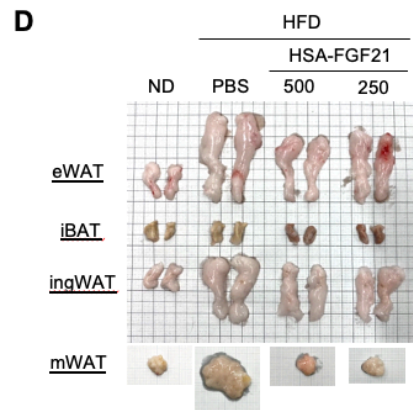 D
HFD
HSA-FGF21
ND PBS 500 250
eWAT
iBAT
ingWAT
mWAT